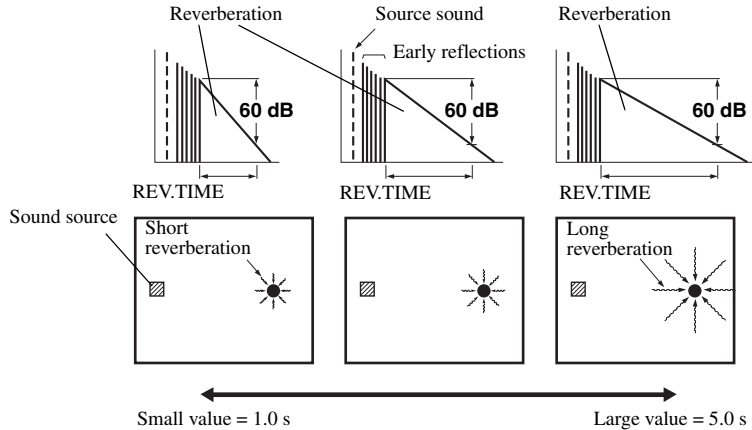 Reverberation
Source sound
Reverberation
Early reflections
60 dB
60 dB
60 dB
REV.TIME
REV.TIME
REV.TIME
Sound source
Short
reverberation
Long
reverberation
Small value = 1.0 s
Large value = 5.0 s